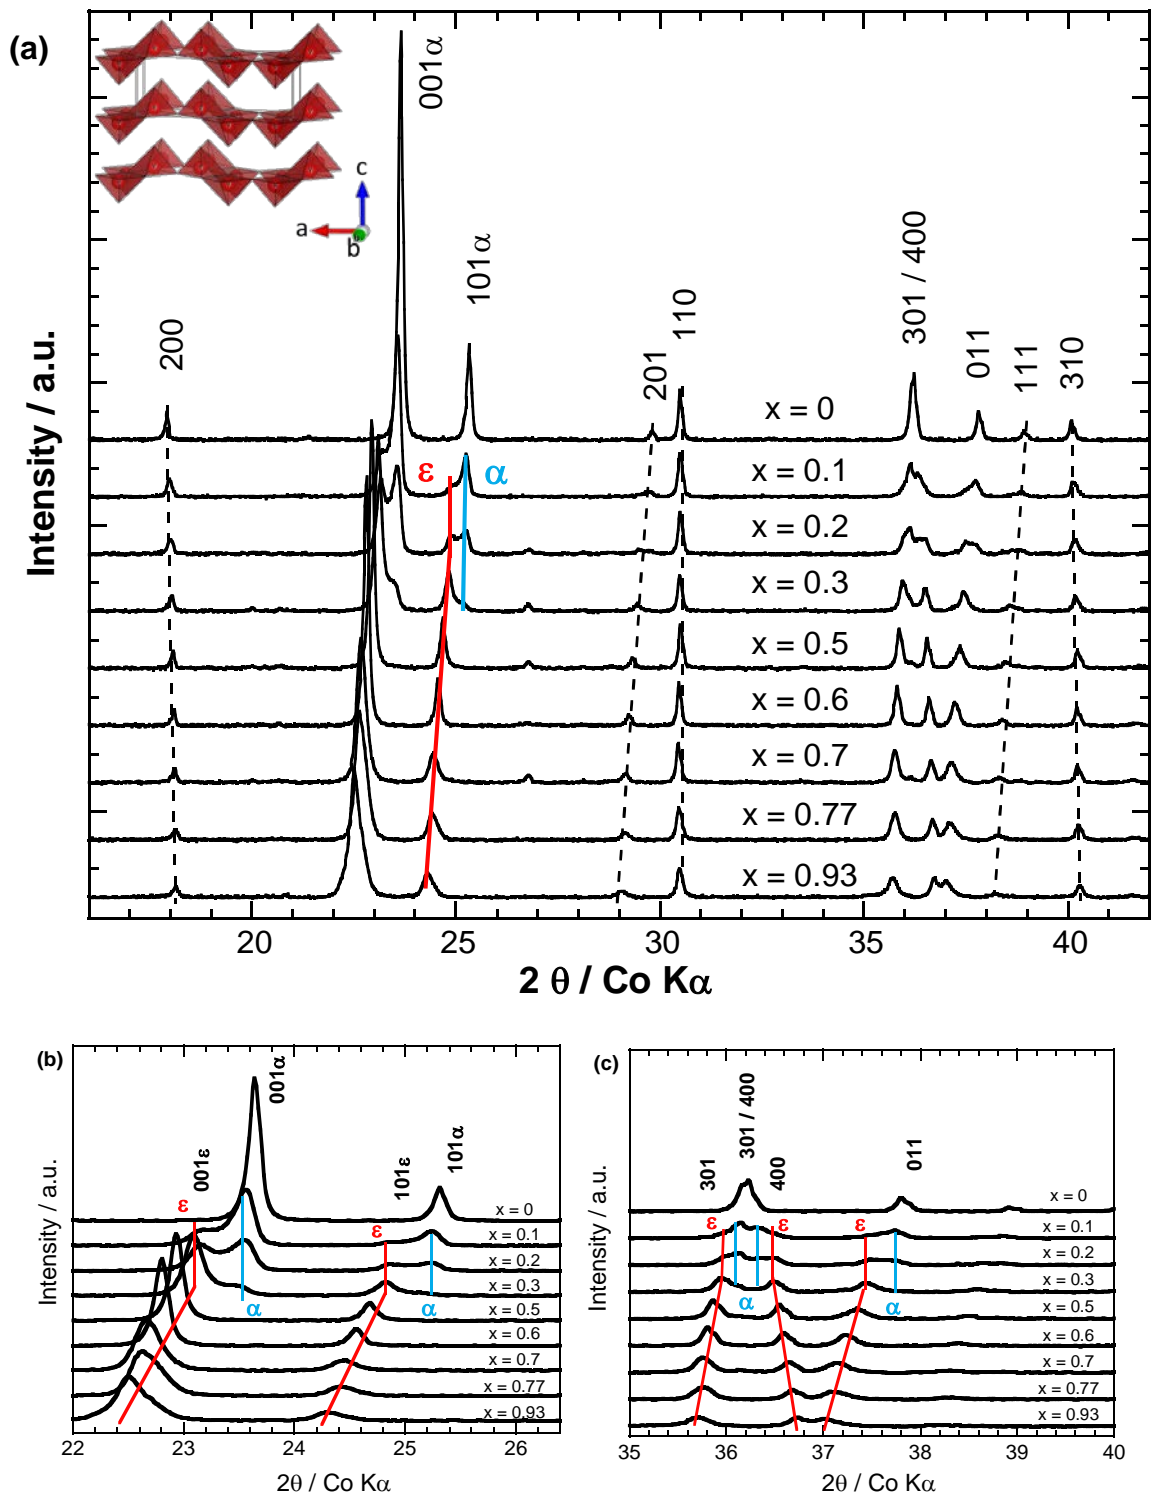 (a)
001α
c
a
b
101α
301 / 400
200
201
110
011
111
310
x = 0
ε
α
x = 0.1
x = 0.2
x = 0.3
x = 0.5
x = 0.6
x = 0.7
x = 0.77
x = 0.93
Intensity / a.u.
20
25
30
35
40
2 θ / Co Kα
(b)
001α
001ε
101ε
101α
ε
ε
x = 0
x = 0.1
x = 0.2
x = 0.3
α
α
x = 0.5
x = 0.6
x = 0.7
x = 0.77
x = 0.93
Intensity / a.u.
22
23
24
25
26
2θ / Co Kα
(c)
301
301 / 400
400
011
x = 0
ε
ε
ε
x = 0.1
x = 0.2
x = 0.3
α
α
x = 0.5
x = 0.6
x = 0.7
x = 0.77
x = 0.93
Intensity / a.u.
35
36
37
38
39
40
2θ / Co Kα